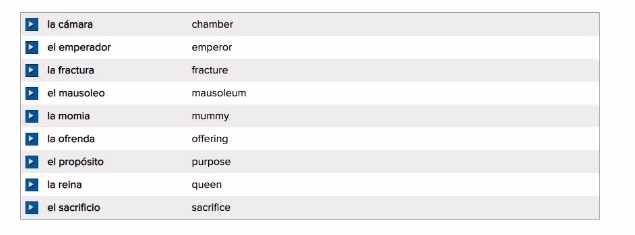 la cámara chamber
el emperador emperor
la fractura fracture
el mausoleo mausoleum
la momia mummy
la ofrenda offering
el propósito purpose
la reina queen
el sacrificio sacrifice